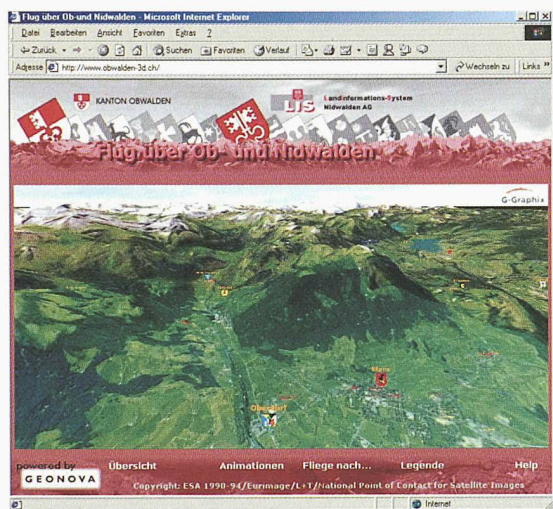 Flug über Ob-und Nidwalden - Microsoft Internet Explorer
Datei Bearbeiten Ansicht Favoriten Extras ?
Zurück Suchen Favoriten Verlauf
Adresse http://www.obwalden-3d.ch/ Wechseln zu Links »
KANTON OBWALDEN
LIS
Landinformations-System
Nidwalden AG
Flug über Ob- und Nidwalden
G-Graphix
Stans
Oberdorf
powered by
GEONOVA
Übersicht Animationen Fliege nach... Legende Help
Copyright: ESA 1990-94/Eurimage/L+T/National Point of Contact for Satellite Images
Internet